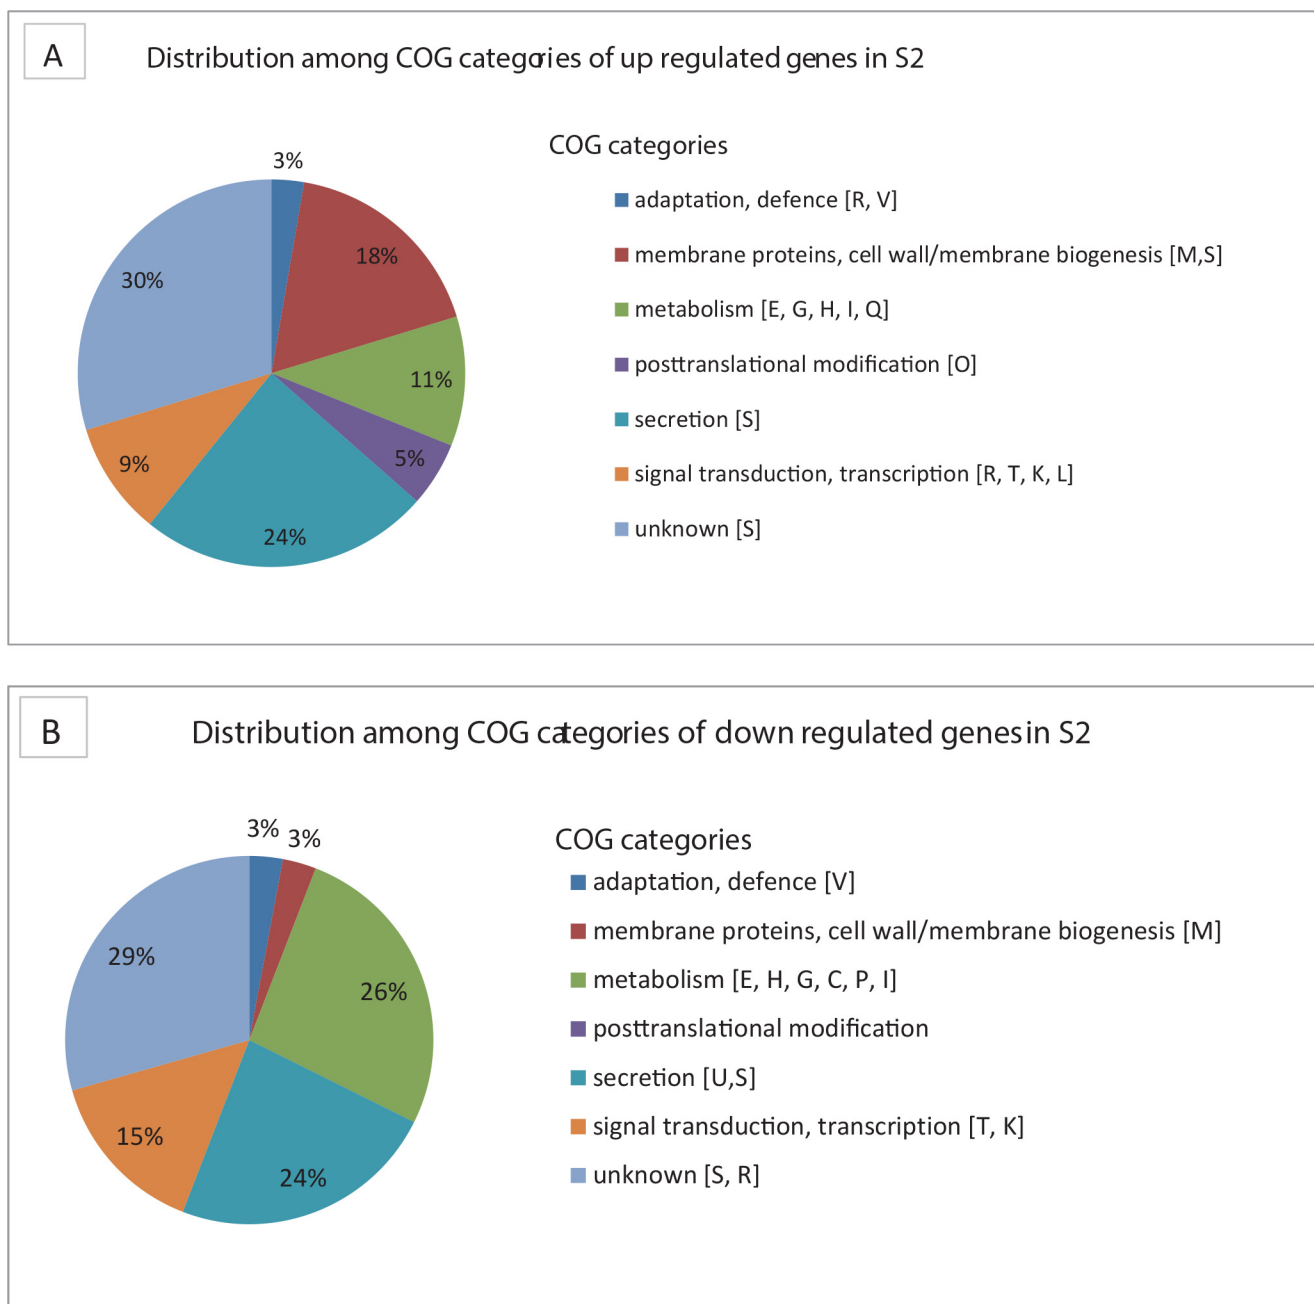 A
Distribution among COG categories of up regulated genes in S2
COG categories
3%
18%
11%
5%
24%
9%
30%
adaptation, defence [R, V]
membrane proteins, cell wall/membrane biogenesis [M,S]
metabolism [E, G, H, I, Q]
posttranslational modification [O]
secretion [S]
signal transduction, transcription [R, T, K, L]
unknown [S]
B
Distribution among COG categories of down regulated genes in S2
COG categories
3%
3%
26%
24%
15%
29%
adaptation, defence [V]
membrane proteins, cell wall/membrane biogenesis [M]
metabolism [E, H, G, C, P, I]
posttranslational modification
secretion [U,S]
signal transduction, transcription [T, K]
unknown [S, R]